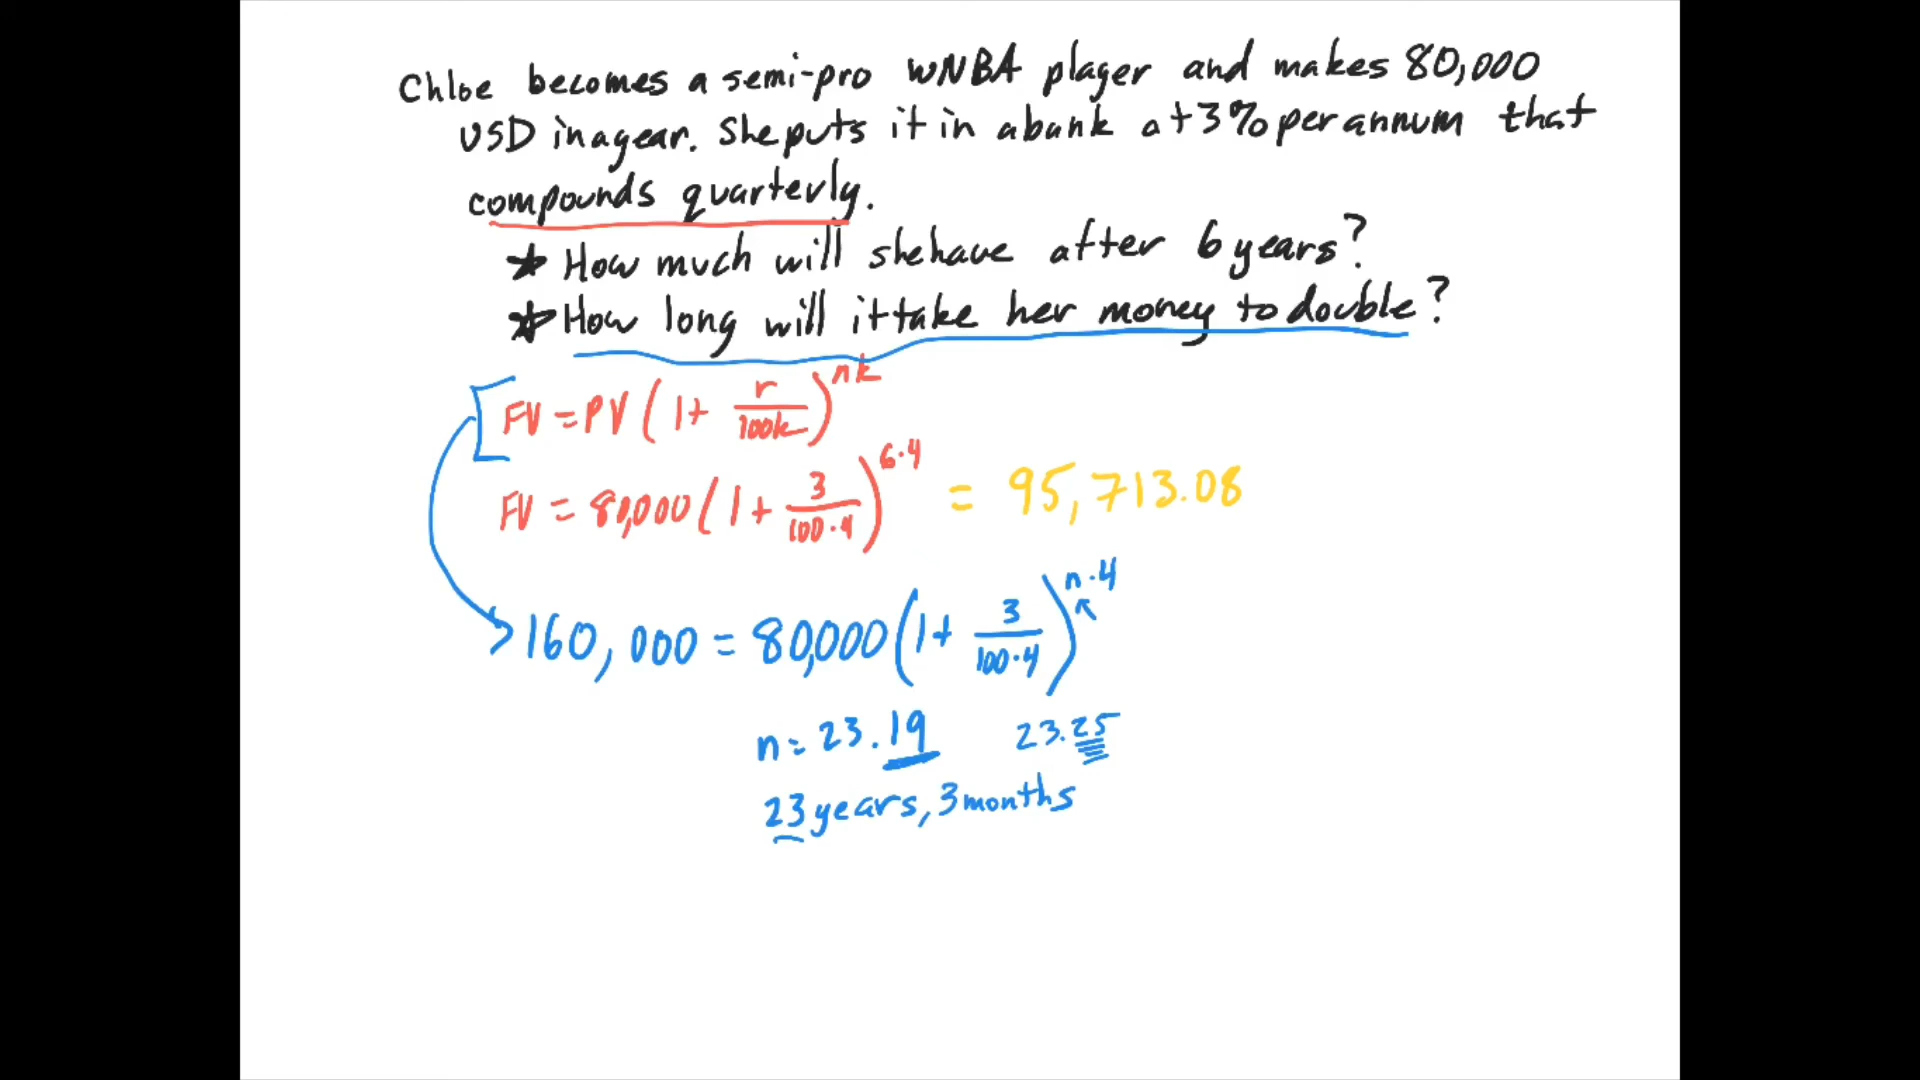 Chloe becomes a semi-pro WNBA player and makes 80,000
USD in a year. She puts it in a bank at 3% per annum that
compounds quarterly.
* How much will she have after 6 years?
* How long will it take her money to double?
FV = PV (1 + r/100k)^nk
FV = 80,000 (1 + 3/100·4)^6·4 = 95,713.08
160,000 = 80,000 (1 + 3/100·4)^n·4
n = 23.19 23.25
23 years, 3 months